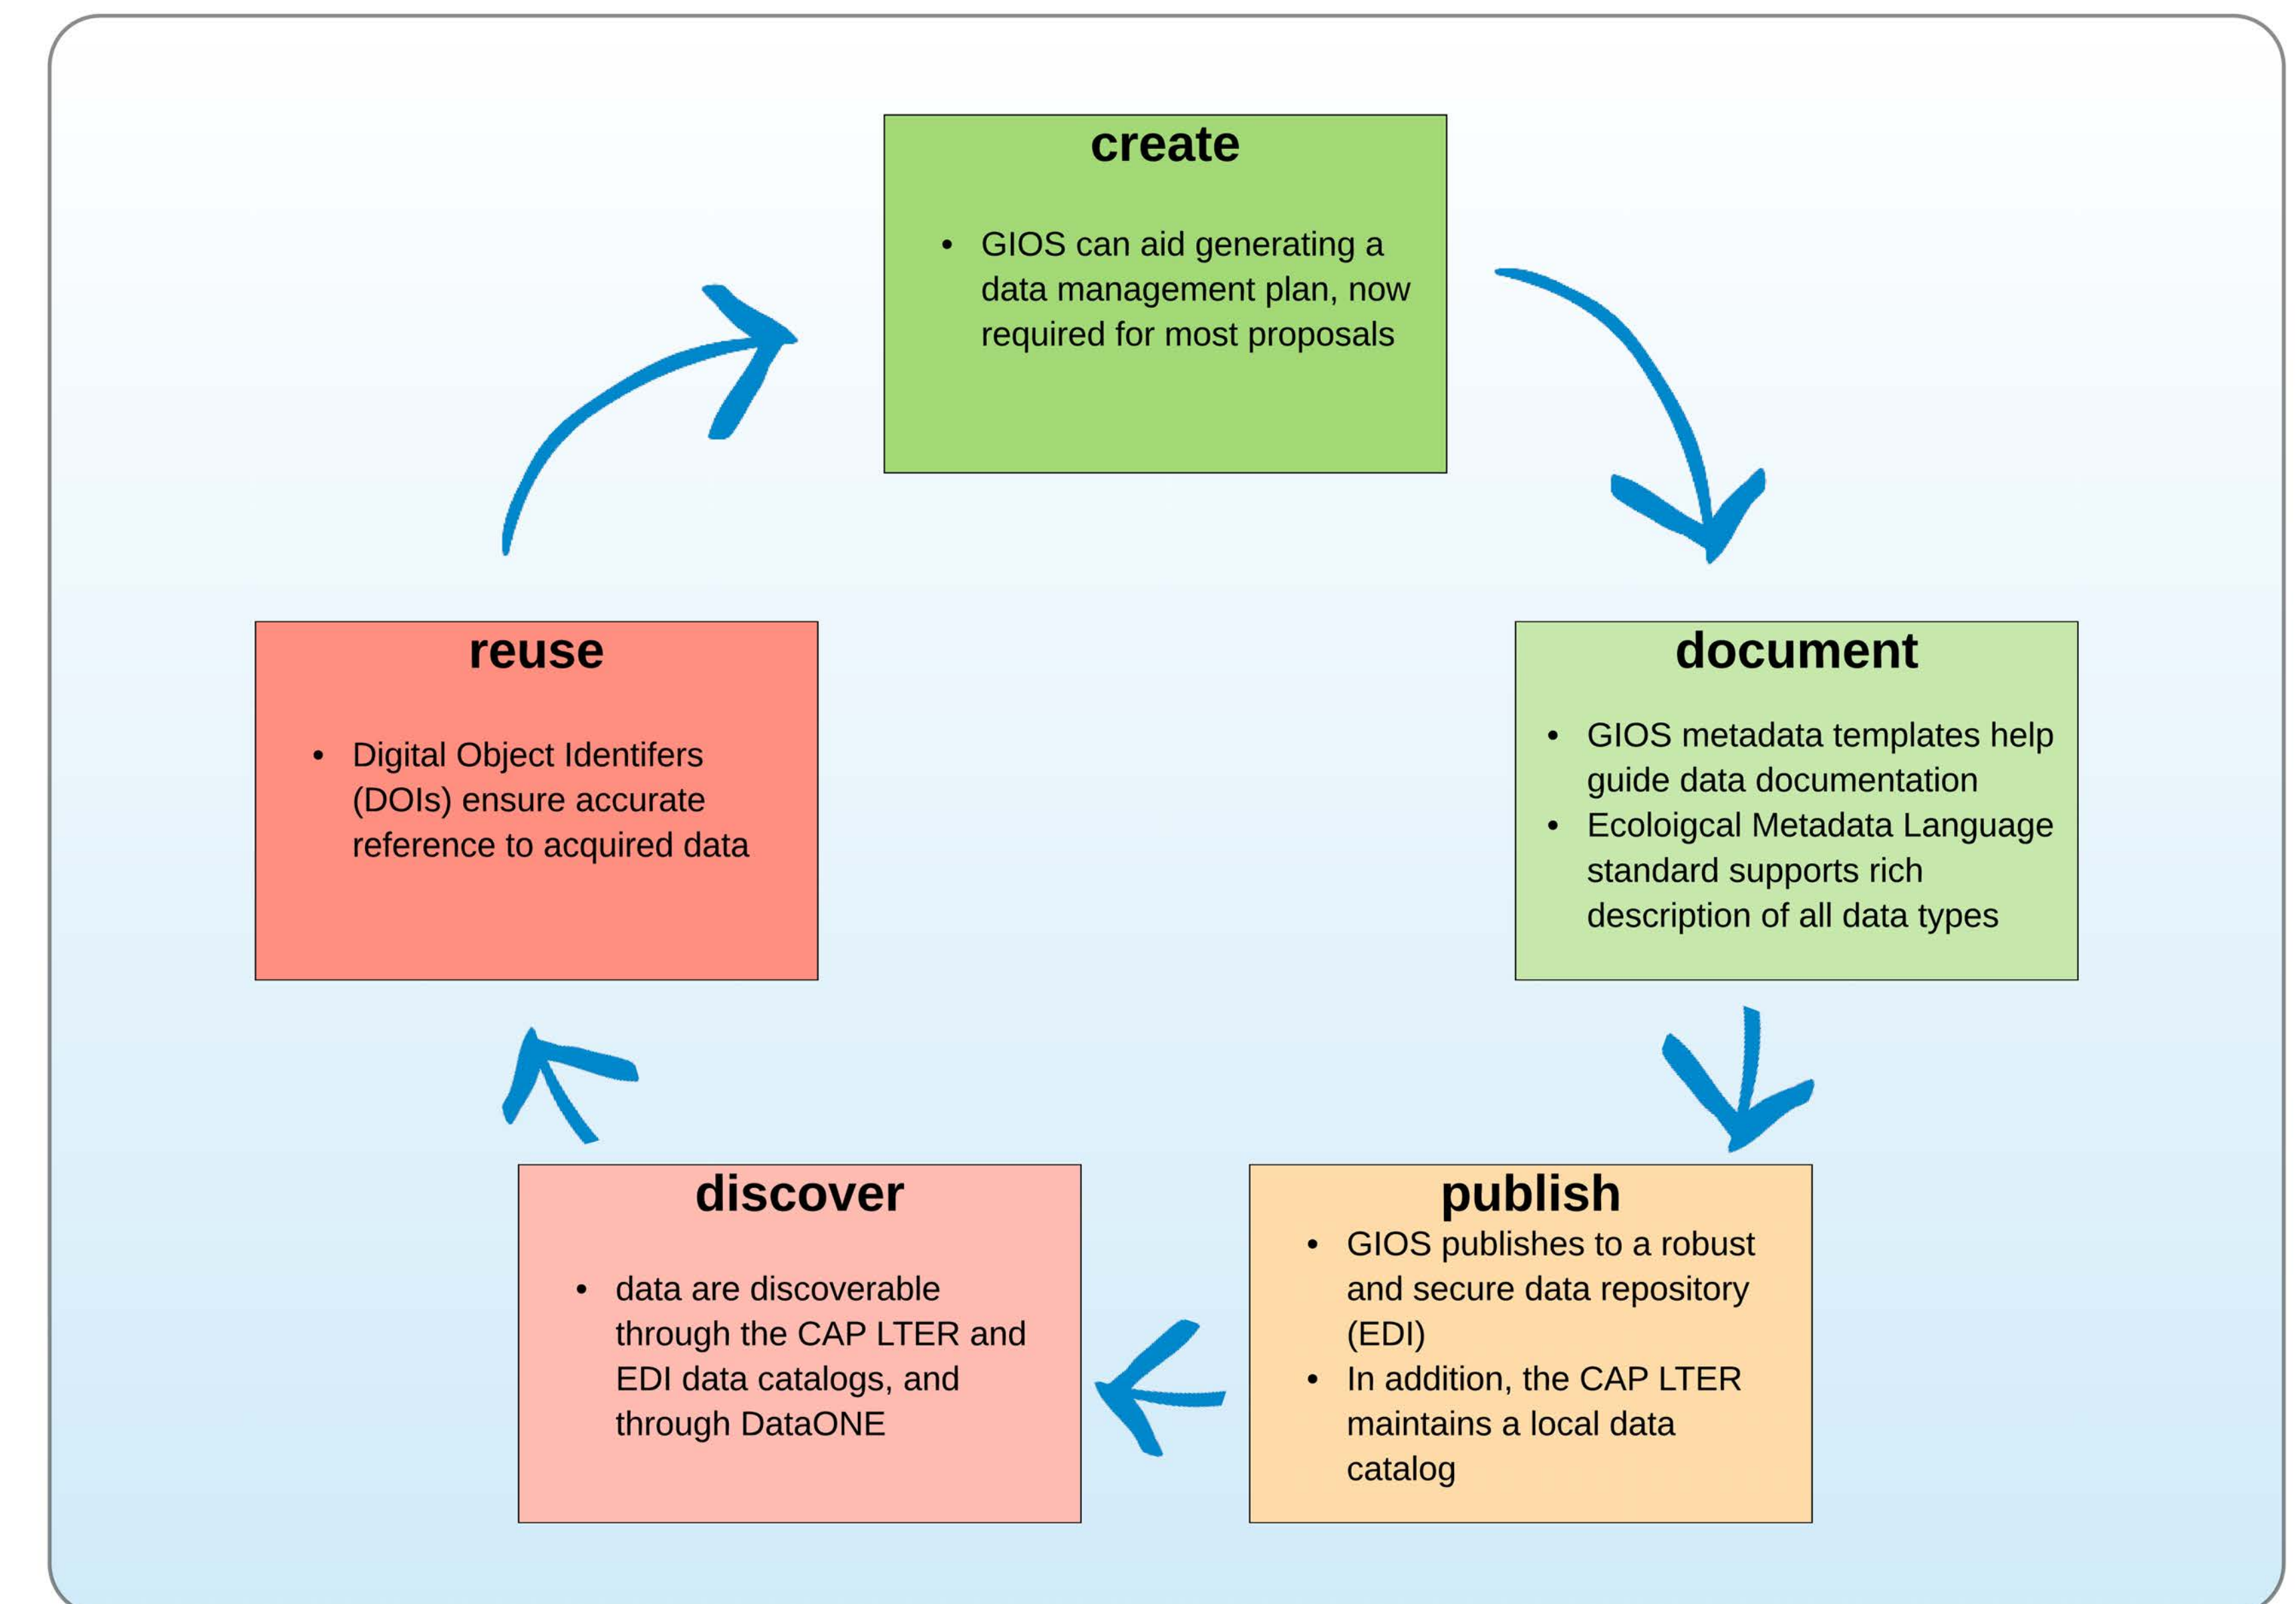 create
• GIOS can aid generating a
data management plan, now
required for most proposals
document
• GIOS metadata templates help
guide data documentation
• Ecoloigcal Metadata Language
standard supports rich
description of all data types
publish
• GIOS publishes to a robust
and secure data repository
(EDI)
• In addition, the CAP LTER
maintains a local data
catalog
discover
• data are discoverable
through the CAP LTER and
EDI data catalogs, and
through DataONE
reuse
• Digital Object Identifers
(DOIs) ensure accurate
reference to acquired data